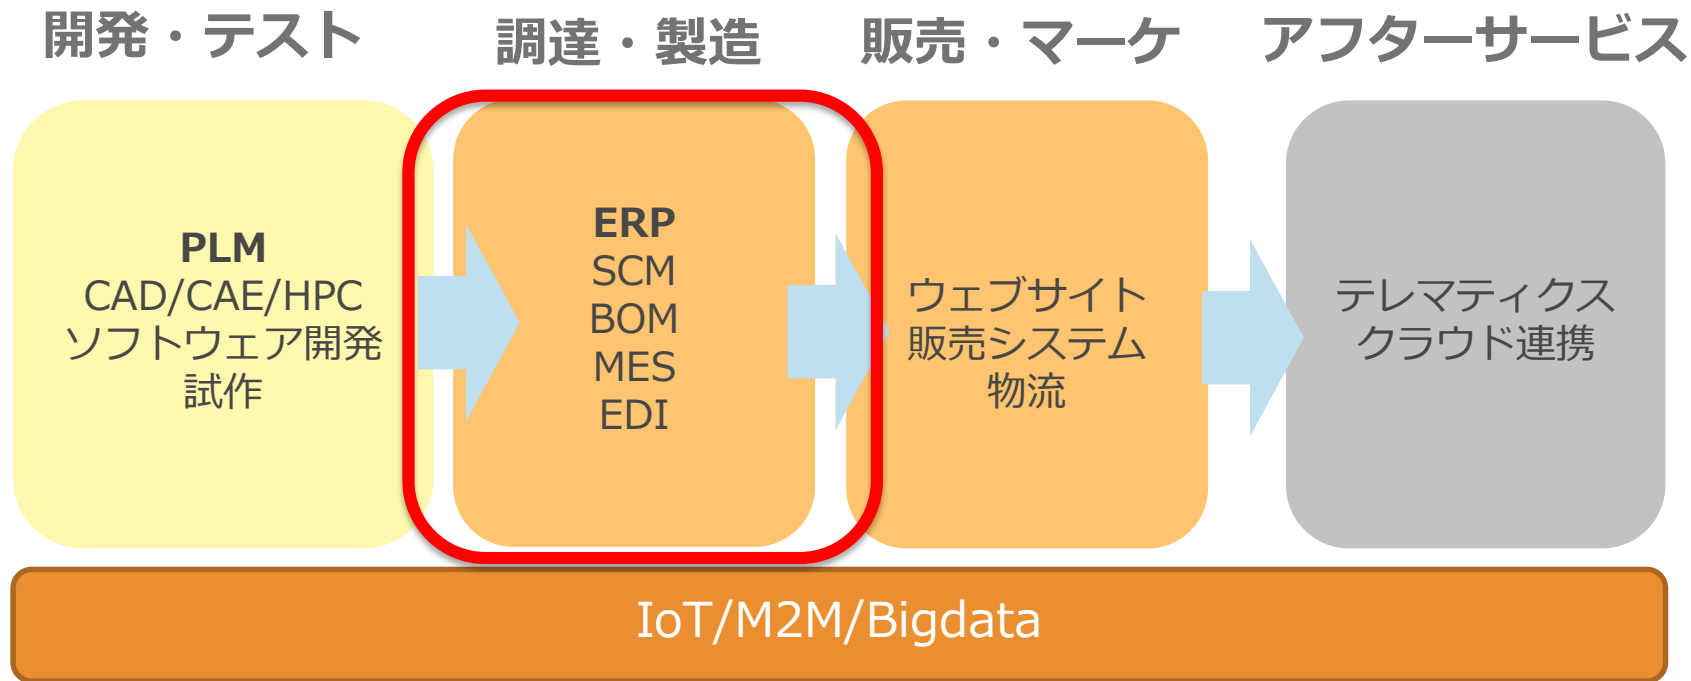 開発・テスト
調達・製造
販売・マーケ
アフターサービス
PLM
CAD/CAE/HPC
ソフトウェア開発
試作
ERP
SCM
BOM
MES
EDI
ウェブサイト
販売システム
物流
テレマティクス
クラウド連携
IoT/M2M/Bigdata